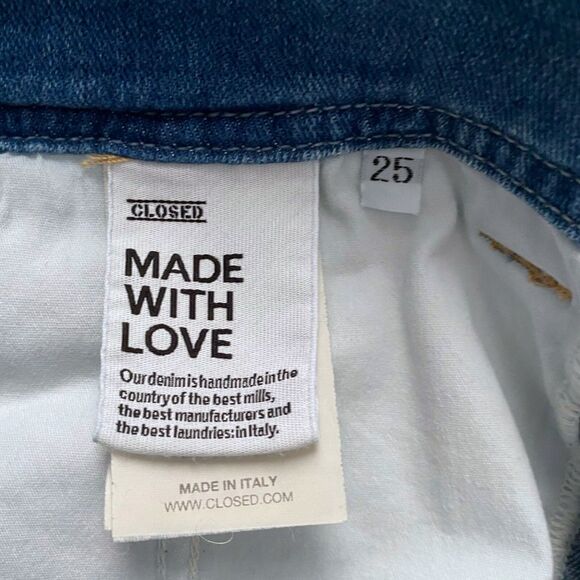 CLOSED
25
MADE
WITH
LOVE
Our denim is handmade in the
country of the best mills,
the best manufacturers and
the best laundries: in Italy.
MADE IN ITALY
WWW.CLOSED.COM